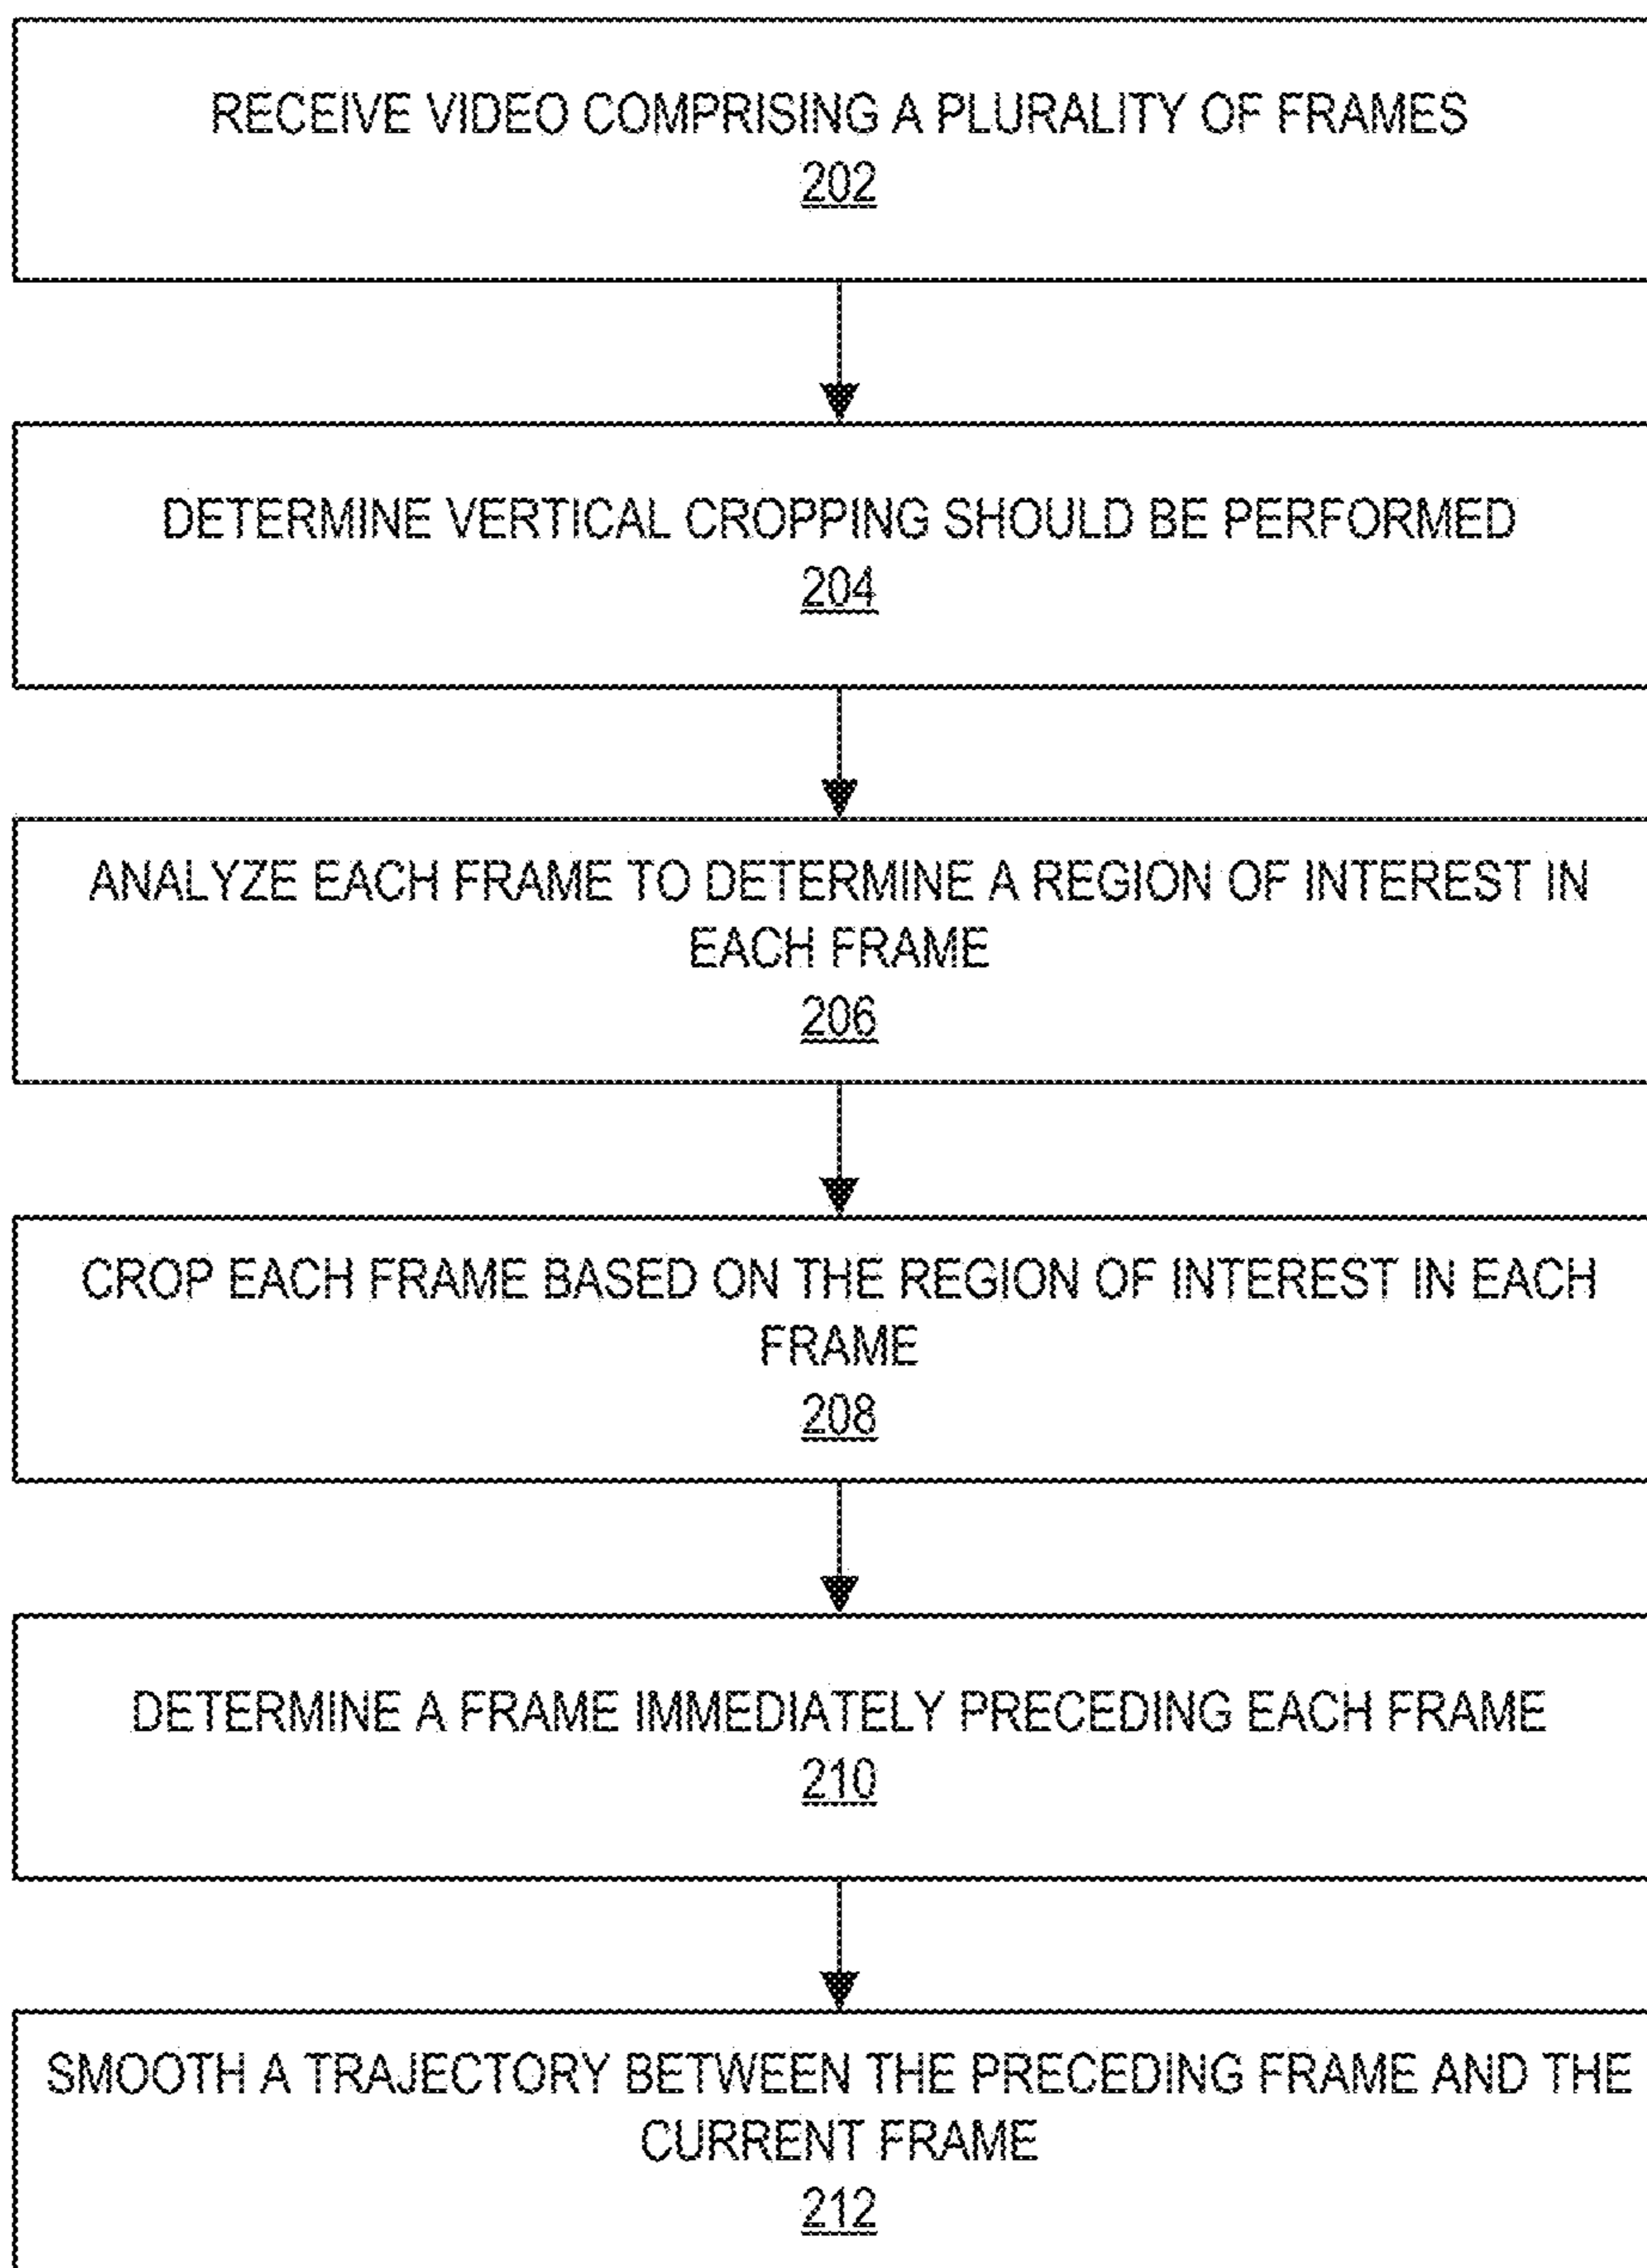 RECEIVE VIDEO COMPRISING A PLURALITY OF FRAMES
202
DETERMINE VERTICAL CROPPING SHOULD BE PERFORMED
204
ANALYZE EACH FRAME TO DETERMINE A REGION OF INTEREST IN
EACH FRAME
206
CROP EACH FRAME BASED ON THE REGION OF INTEREST IN EACH
FRAME
208
DETERMINE A FRAME IMMEDIATELY PRECEDING EACH FRAME
210
SMOOTH A TRAJECTORY BETWEEN THE PRECEDING FRAME AND THE
CURRENT FRAME
212